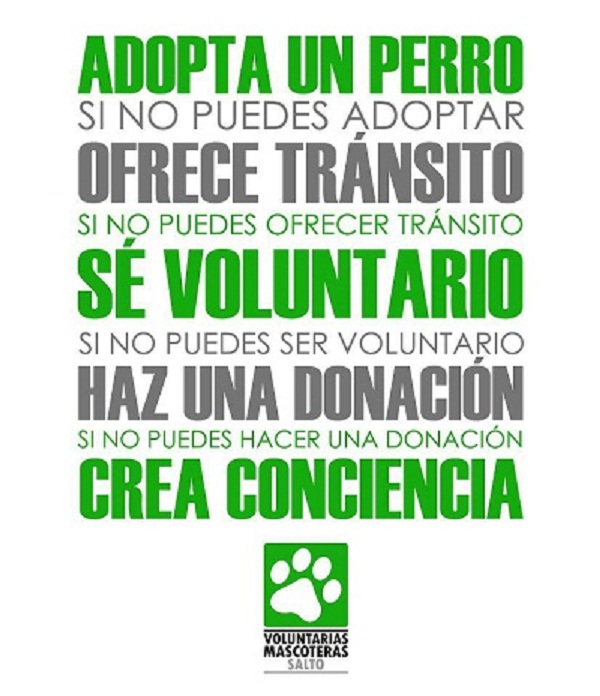 ADOPTA UN PERRO
SI NO PUEDES ADOPTAR
OFRECE TRÁNSITO
SI NO PUEDES OFRECER TRÁNSITO
SÉ VOLUNTARIO
SI NO PUEDES SER VOLUNTARIO
HAZ UNA DONACIÓN
SI NO PUEDES HACER UNA DONACIÓN
CREA CONCIENCIA
VOLUNTARIAS
MASCOTERAS
SALTO